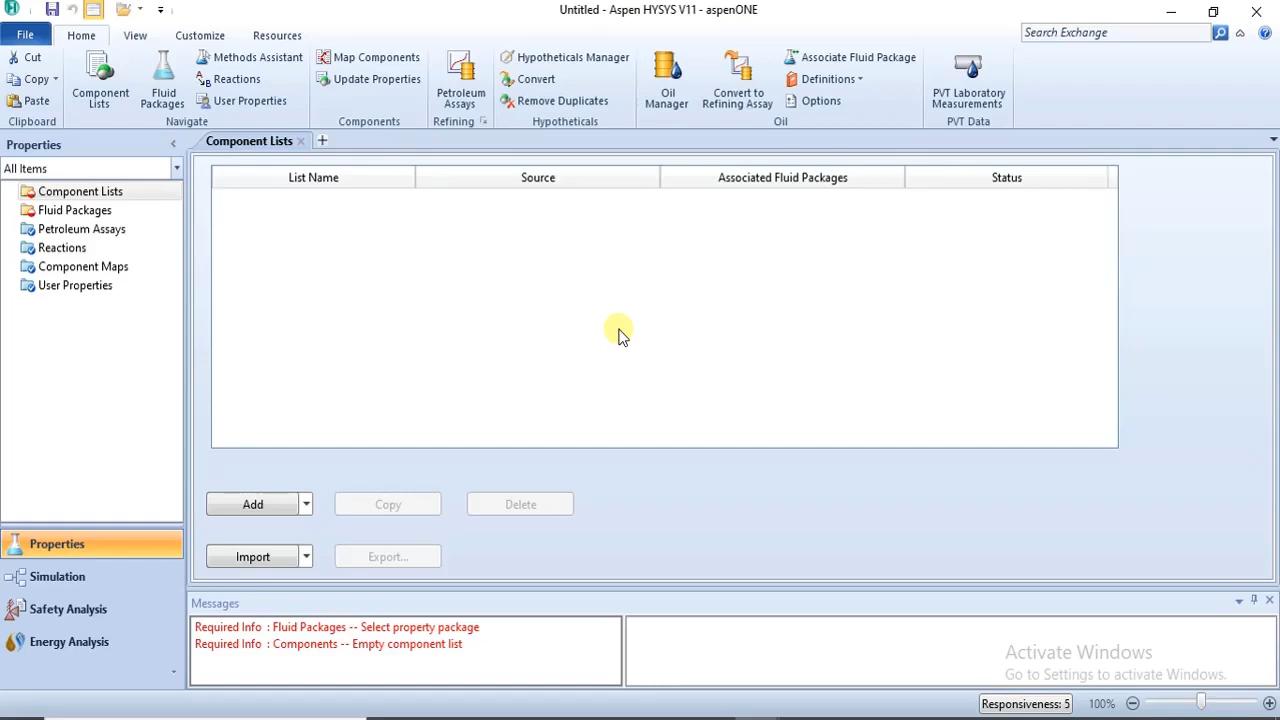 Untitled - Aspen HYSYS V11 - aspenONE
File Home View Customize Resources
Search Exchange
Cut
Copy
Paste
Clipboard
Component Lists
Fluid Packages
Methods Assistant
Reactions
User Properties
Navigate
Map Components
Update Properties
Components
Petroleum Assays
Refining
Hypotheticals Manager
Convert
Remove Duplicates
Hypotheticals
Oil Manager
Convert to Refining Assay
Associate Fluid Package
Definitions
Options
Oil
PVT Laboratory Measurements
PVT Data
Properties
All Items
Component Lists
Fluid Packages
Petroleum Assays
Reactions
Component Maps
User Properties
Properties
Simulation
Safety Analysis
Energy Analysis
Component Lists
List Name Source Associated Fluid Packages Status
Add Copy Delete
Import Export...
Messages
Required Info : Fluid Packages -- Select property package
Required Info : Components -- Empty component list
Activate Windows
Go to Settings to activate Windows.
Responsiveness: 5 100%